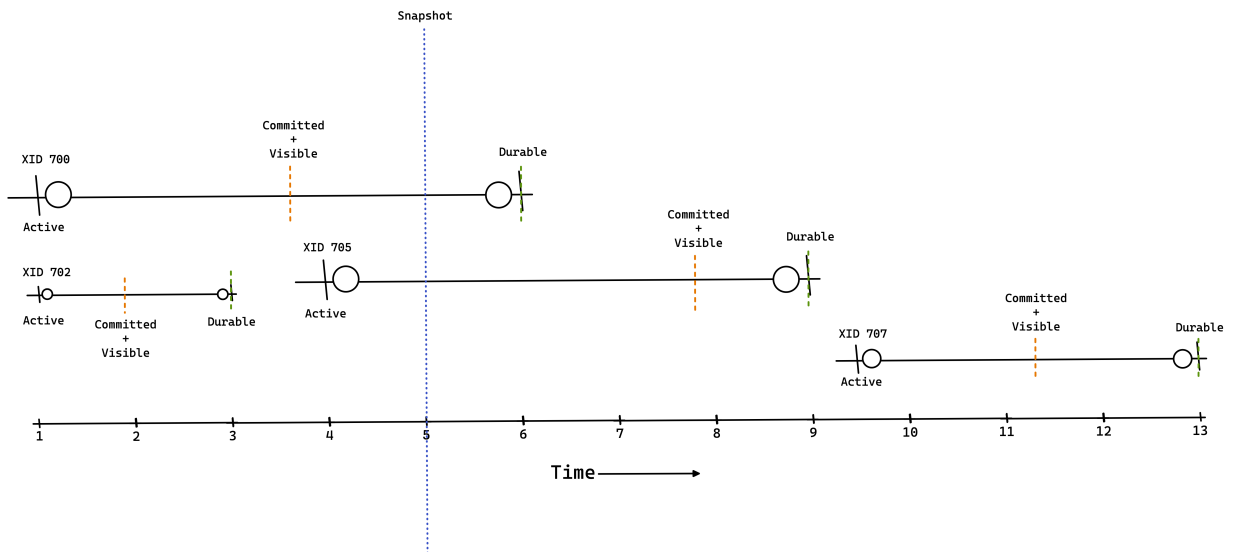 Snapshot
Committed
+
Visible
XID 700
Durable
Active
Committed
+
Visible
Durable
XID 705
XID 702
Active
Committed
+
Visible
Durable
Active
Committed
+
Visible
Durable
XID 707
Active
1 2 3 4 5 6 7 8 9 10 11 12 13
Time